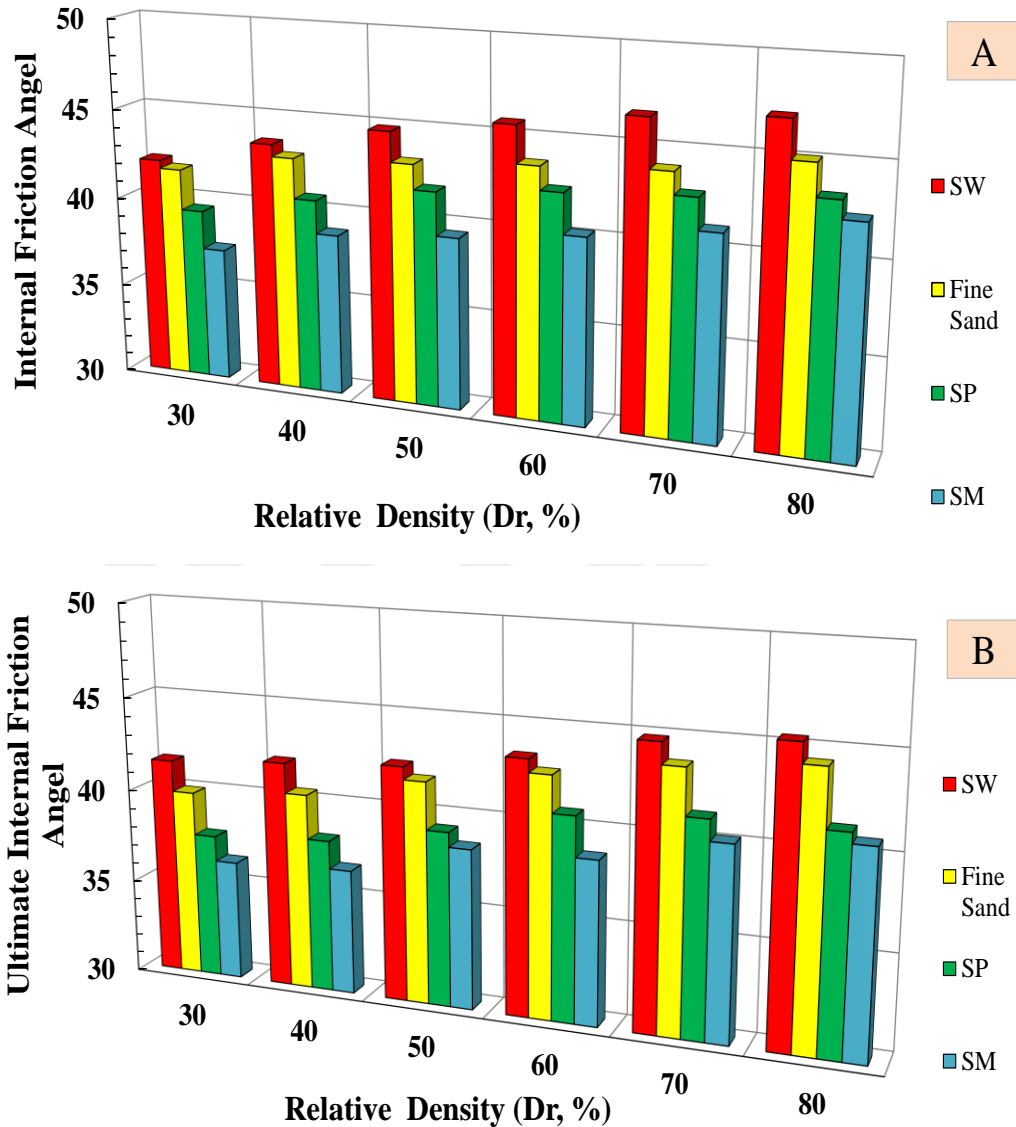 A
Internal Friction Angel
50
45
40
35
30
30
40
50
60
70
80
Relative Density (Dr, %)
SW
Fine
Sand
SP
SM
B
Ultimate Internal Friction
Angel
50
45
40
35
30
30
40
50
60
70
80
Relative Density (Dr, %)
SW
Fine
Sand
SP
SM